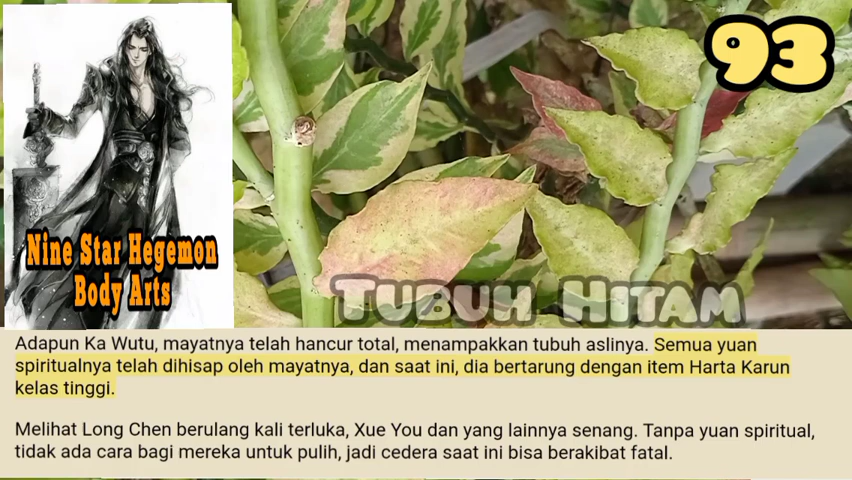 93
Nine Star Hegemon
Body Arts
Tubuh Hitam
Adapun Ka Wutu, mayatnya telah hancur total, menampakkan tubuh aslinya. Semua yuan
spiritualnya telah dihisap oleh mayatnya, dan saat ini, dia bertarung dengan item Harta Karun
kelas tinggi.
Melihat Long Chen berulang kali terluka, Xue You dan yang lainnya senang. Tanpa yuan spiritual,
tidak ada cara bagi mereka untuk pulih, jadi cedera saat ini bisa berakibat fatal.